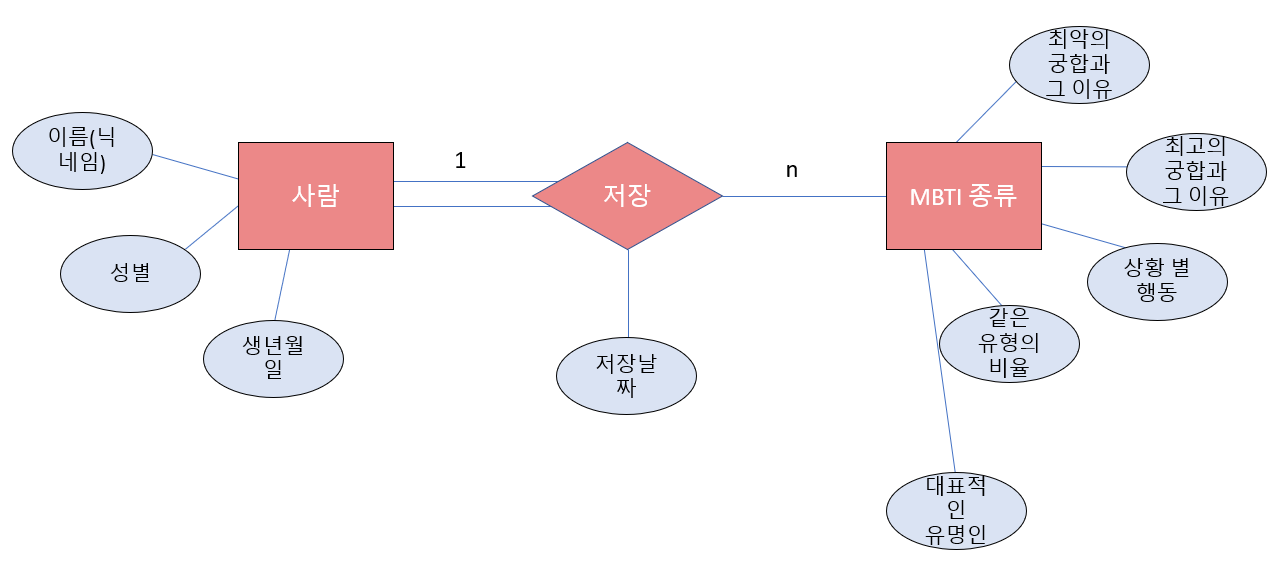 최악의
궁합과
그 이유
이름(닉
네임)
1
n
최고의
궁합과
그 이유
사람
저장
MBTI 종류
성별
상황 별
행동
생년월
일
저장날
짜
같은
유형의
비율
대표적
인
유명인